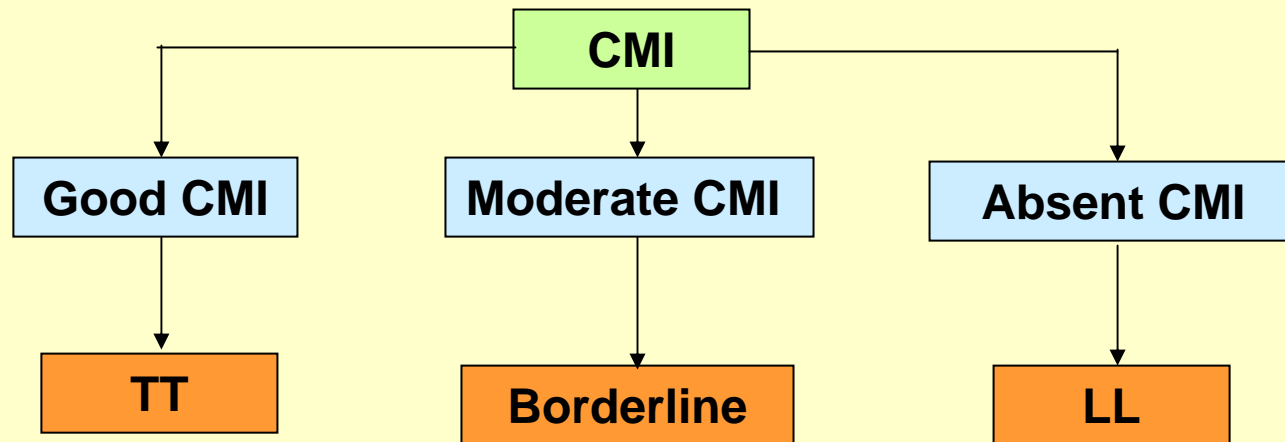 CMI
Good CMI
Moderate CMI
Absent CMI
TT
Borderline
LL